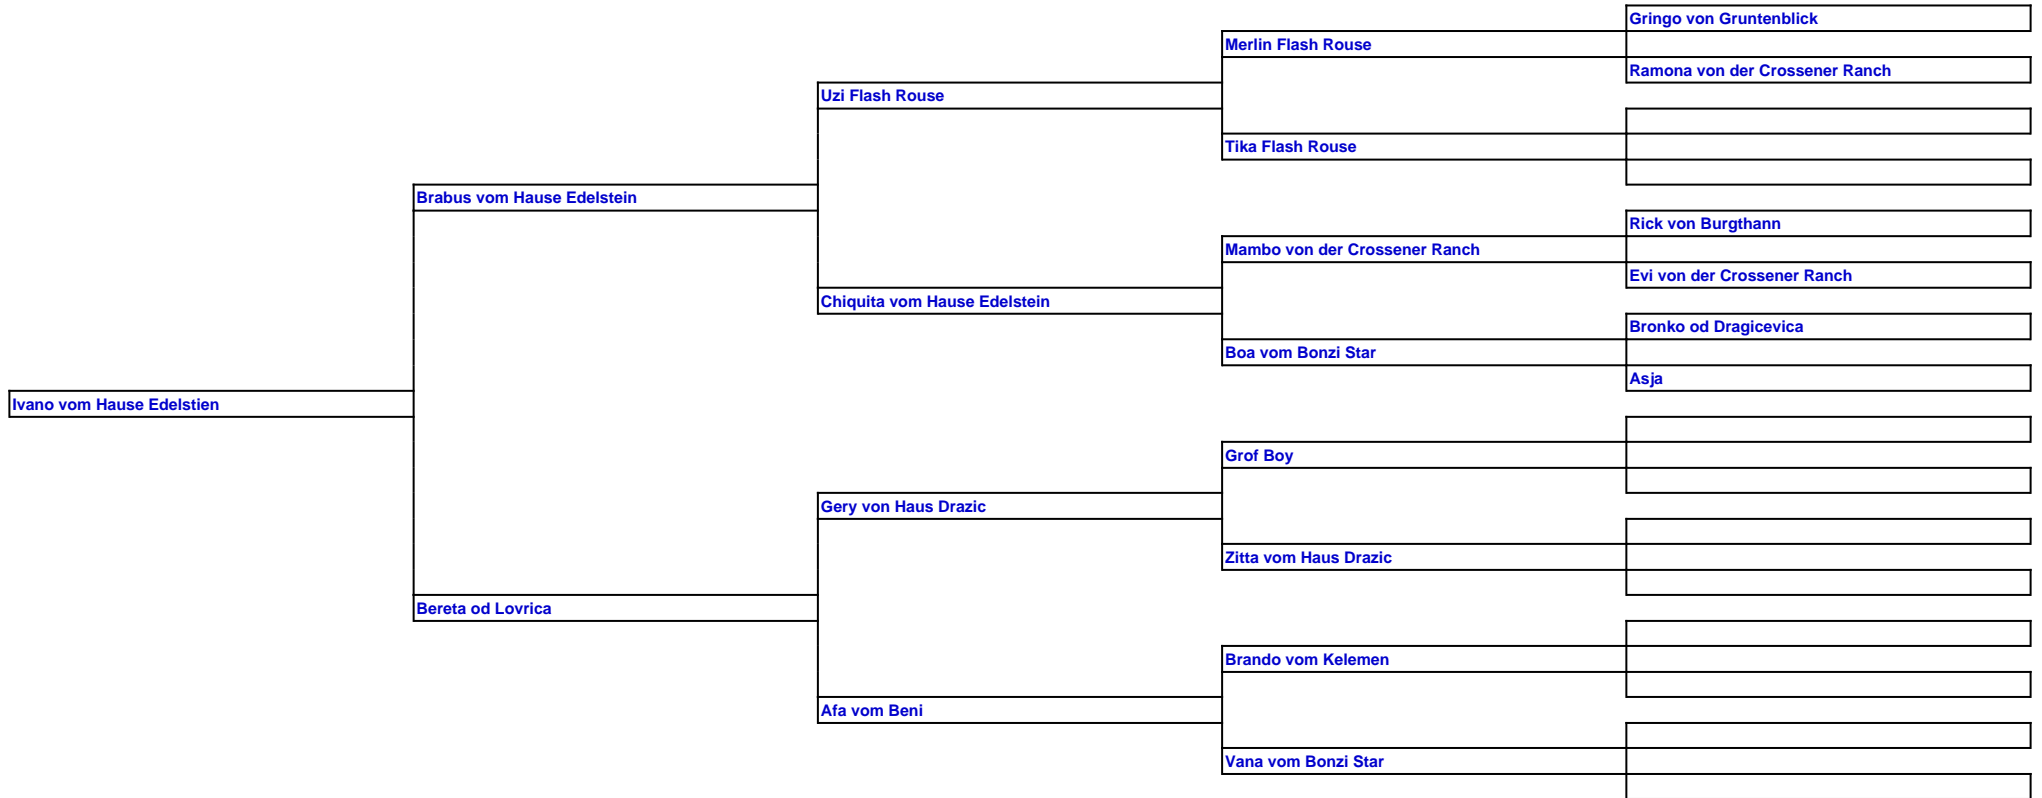 Gringo von Gruntenblick
Merlin Flash Rouse
Ramona von der Crossener Ranch
Uzi Flash Rouse
Tika Flash Rouse
Brabus vom Hause Edelstein
Rick von Burgthann
Mambo von der Crossener Ranch
Evi von der Crossener Ranch
Chiquita vom Hause Edelstein
Bronko od Dragicevica
Boa vom Bonzi Star
Asja
Ivano vom Hause Edelstien
Grof Boy
Gery von Haus Drazic
Zitta vom Haus Drazic
Bereta od Lovrica
Brando vom Kelemen
Afa vom Beni
Vana vom Bonzi Star